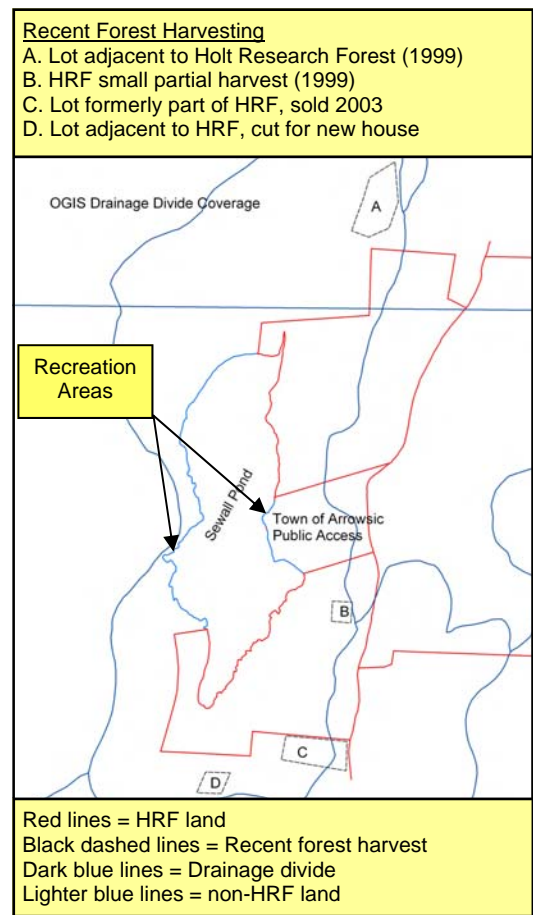 Recent Forest Harvesting
A. Lot adjacent to Holt Research Forest (1999)
B. HRF small partial harvest (1999)
C. Lot formerly part of HRF, sold 2003
D. Lot adjacent to HRF, cut for new house
OGIS Drainage Divide Coverage
A
Recreation
Areas
Sewall Pond
Town of Arrowsic
Public Access
B
C
D
Red lines = HRF land
Black dashed lines = Recent forest harvest
Dark blue lines = Drainage divide
Lighter blue lines = non-HRF land